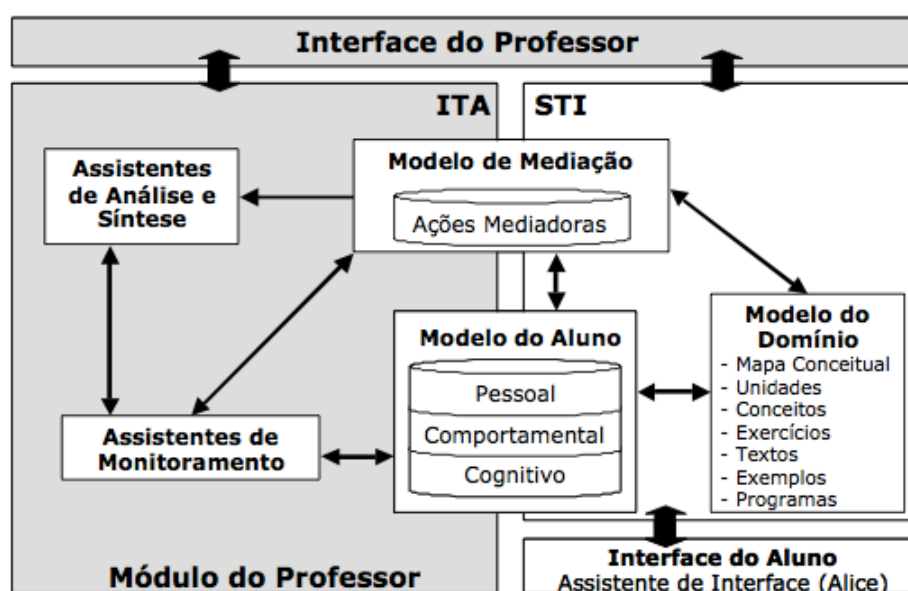 Interface do Professor
ITA
STI
Assistentes
de Análise e
Síntese
Modelo de Mediação
Ações Mediadoras
Modelo do Aluno
Pessoal
Comportamental
Cognitivo
Modelo do
Domínio
- Mapa Conceitual
- Unidades
- Conceitos
- Exercícios
- Textos
- Exemplos
- Programas
Assistentes de
Monitoramento
Módulo do Professor
Interface do Aluno
Assistente de Interface (Alice)